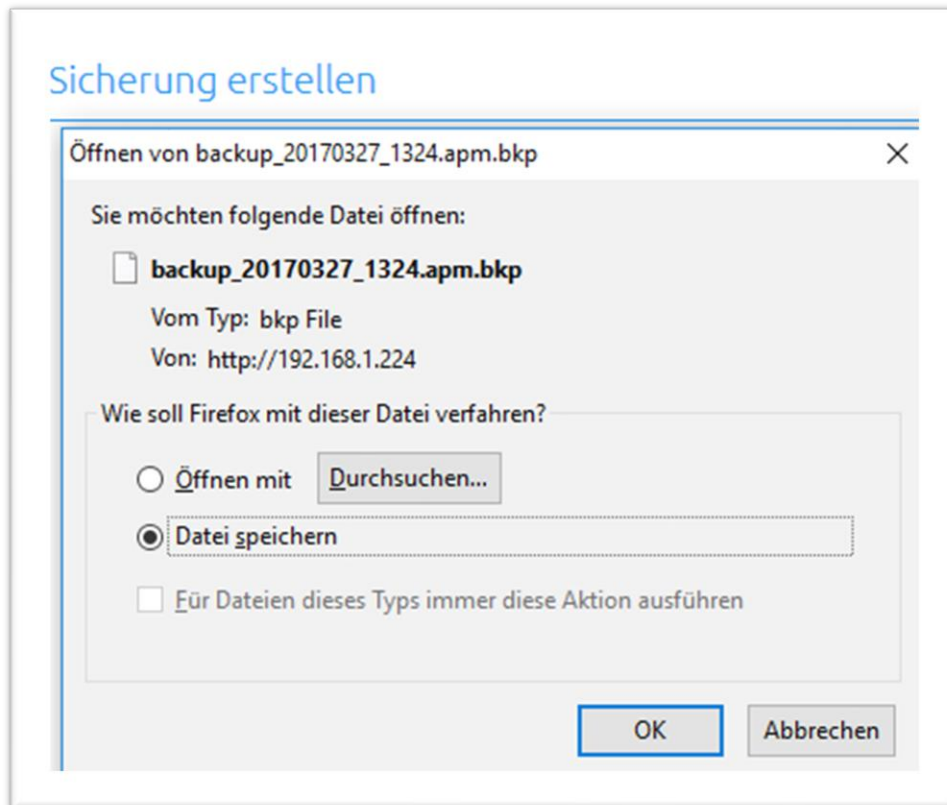 Sicherung erstellen
Öffnen von backup_20170327_1324.apm.bkp
Sie möchten folgende Datei öffnen:
backup_20170327_1324.apm.bkp
Vom Typ: bkp File
Von: http://192.168.1.224
Wie soll Firefox mit dieser Datei verfahren?
Öffnen mit Durchsuchen...
Datei speichern
Für Dateien dieses Typs immer diese Aktion ausführen
OK Abbrechen